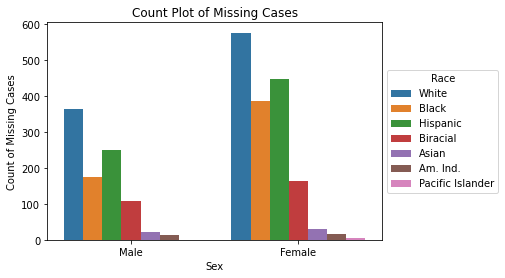 Count Plot of Missing Cases
600
500
400
300
200
100
0
Count of Missing Cases
Male
Female
Sex
Race
White
Black
Hispanic
Biracial
Asian
Am. Ind.
Pacific Islander